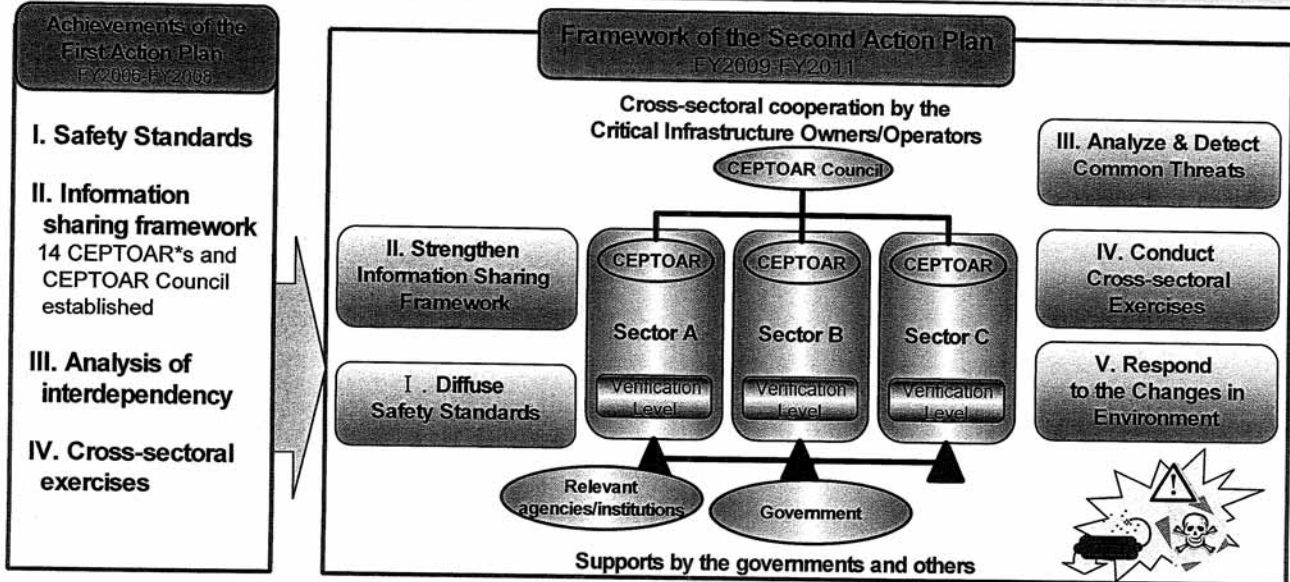 Achievements of the
First Action Plan
FY2006-FY2008
I. Safety Standards
II. Information
sharing framework
14 CEPTOAR*s and
CEPTOAR Council
established
III. Analysis of
interdependency
IV. Cross-sectoral
exercises
Framework of the Second Action Plan
FY2009-FY2011
Cross-sectoral cooperation by the
Critical Infrastructure Owners/Operators
CEPTOAR Council
II. Strengthen
Information Sharing
Framework
I. Diffuse
Safety Standards
CEPTOAR
Sector A
Verification
Level
CEPTOAR
Sector B
Verification
Level
CEPTOAR
Sector C
Verification
Level
Relevant
agencies/institutions
Government
Supports by the governments and others
III. Analyze & Detect
Common Threats
IV. Conduct
Cross-sectoral
Exercises
V. Respond
to the Changes in
Environment
!